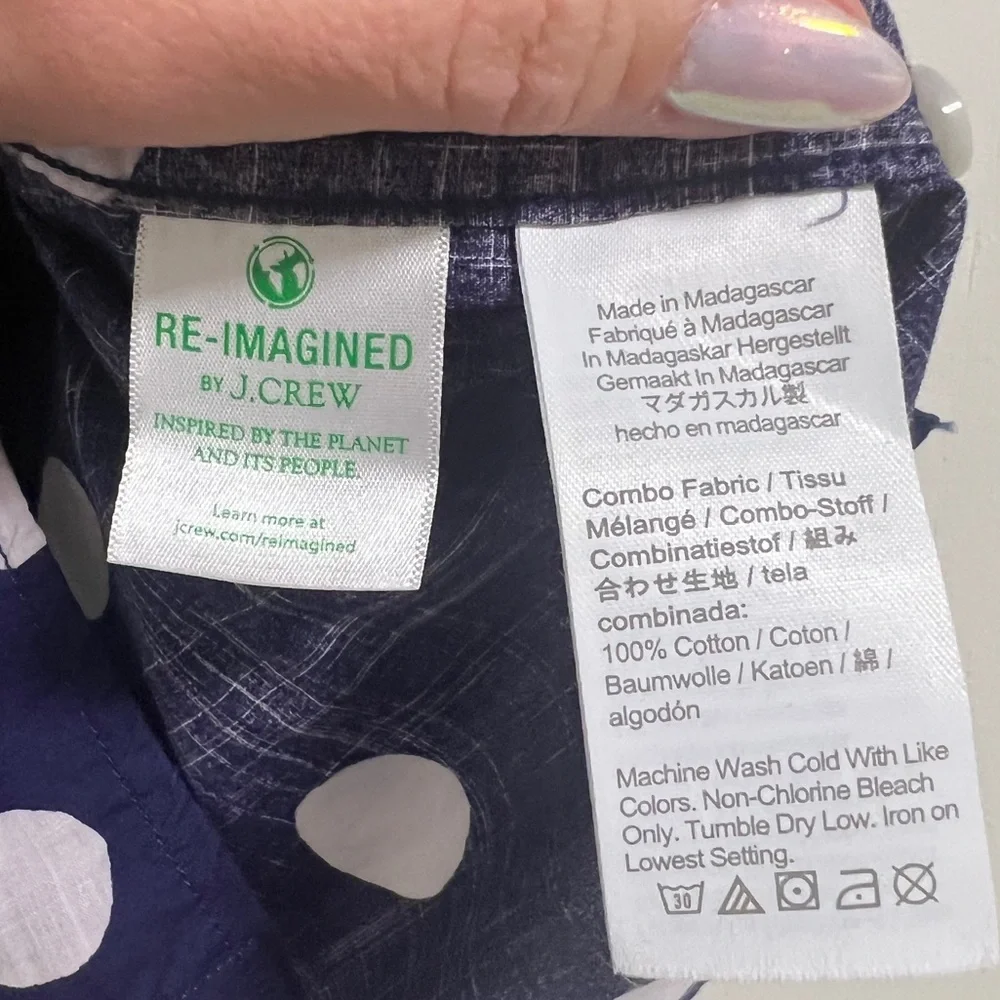 RE-IMAGINED
BY J.CREW
INSPIRED BY THE PLANET
AND ITS PEOPLE.
Learn more at
jcrew.com/reimagined
Made in Madagascar
Fabriqué à Madagascar
In Madagaskar Hergestellt
Gemaakt In Madagascar
マダガスカル製
hecho en madagascar
Combo Fabric / Tissu
Mélangé / Combo-Stoff /
Combinatiestof / 組み
合わせ生地 / tela
combinada:
100% Cotton / Coton /
Baumwolle / Katoen / 綿 /
algodón
Machine Wash Cold With Like
Colors. Non-Chlorine Bleach
Only. Tumble Dry Low. Iron on
Lowest Setting.
30